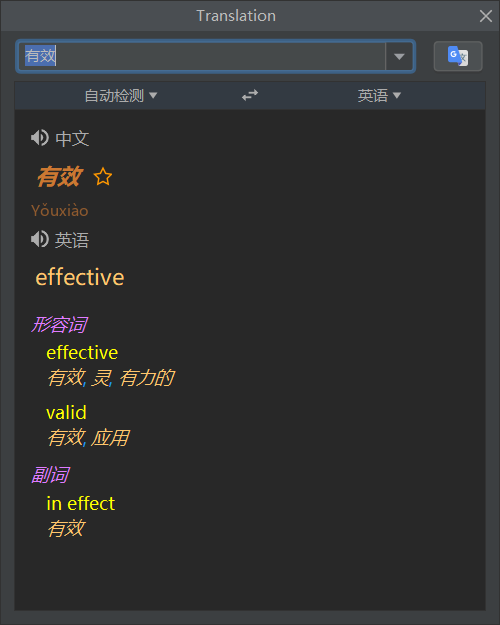 Translation
有效
自动检测 英语
中文
有效
Yǒuxiào
英语
effective
形容词
effective
有效, 灵, 有力的
valid
有效, 应用
副词
in effect
有效